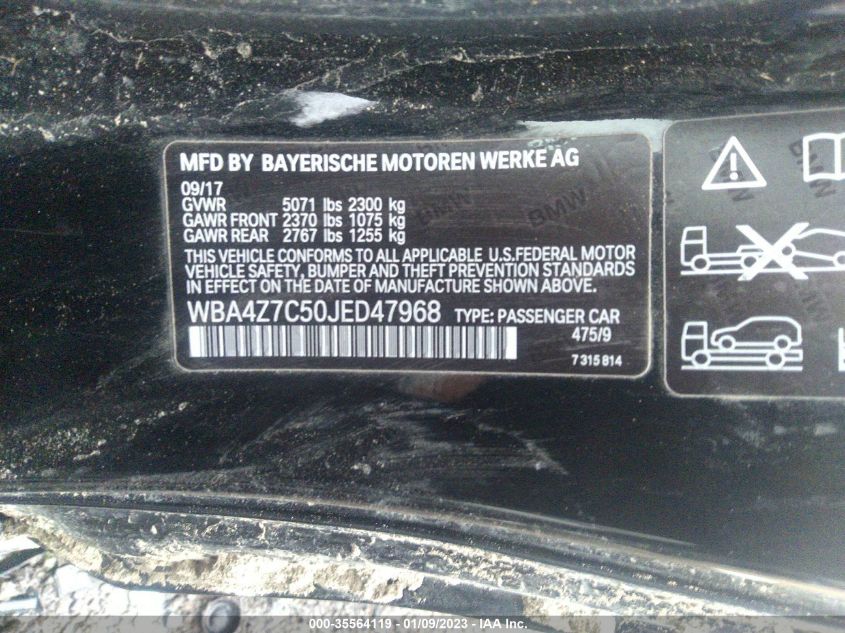 MFD BY BAYERISCHE MOTOREN WERKE AG
09/17
GVWR 5071 lbs 2300 kg
GAWR FRONT 2370 lbs 1075 kg
GAWR REAR 2767 lbs 1255 kg
THIS VEHICLE CONFORMS TO ALL APPLICABLE U.S.FEDERAL MOTOR
VEHICLE SAFETY, BUMPER AND THEFT PREVENTION STANDARDS
IN EFFECT ON THE DATE OF MANUFACTURE SHOWN ABOVE.
WBA4Z7C50JED47968 TYPE: PASSENGER CAR
475/9
7 315 814
BMW
000-35564119 - 01/09/2023 - IAA Inc.